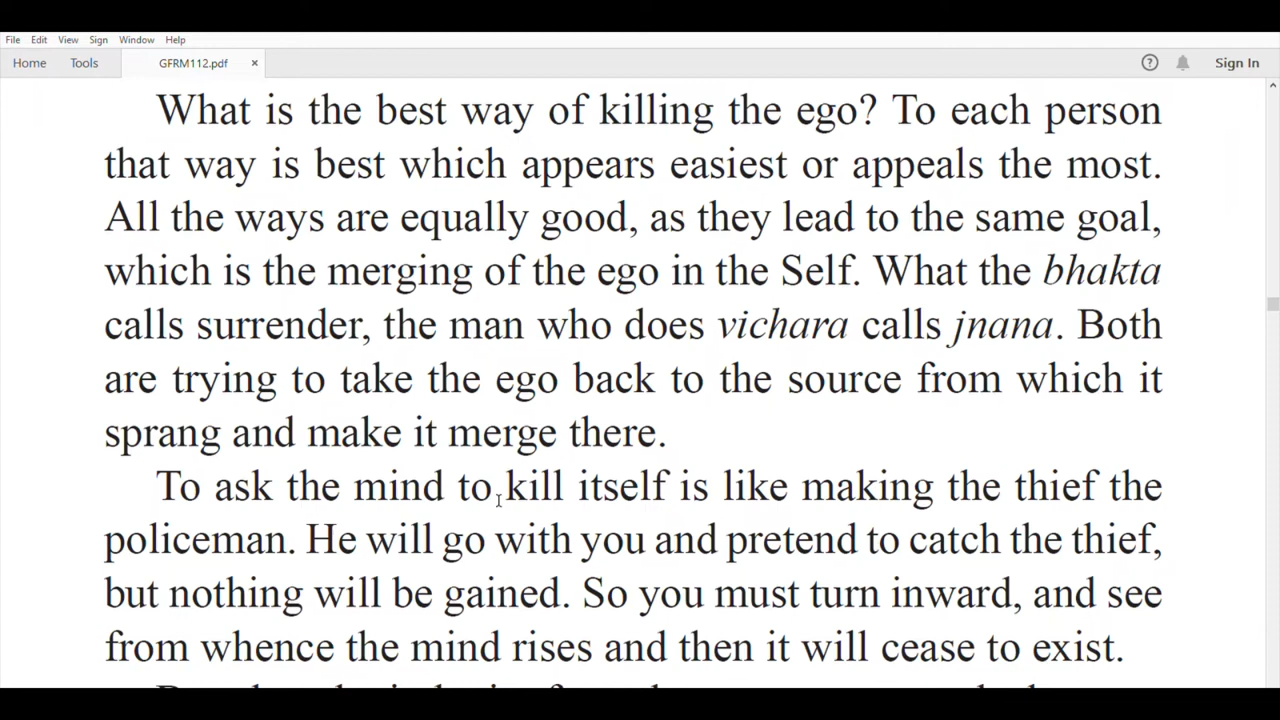 File Edit View Sign Window Help
Home Tools GFRM112.pdf × ? Sign In
What is the best way of killing the ego? To each person
that way is best which appears easiest or appeals the most.
All the ways are equally good, as they lead to the same goal,
which is the merging of the ego in the Self. What the bhakta
calls surrender, the man who does vichara calls jnana. Both
are trying to take the ego back to the source from which it
sprang and make it merge there.
To ask the mind to kill itself is like making the thief the
policeman. He will go with you and pretend to catch the thief,
but nothing will be gained. So you must turn inward, and see
from whence the mind rises and then it will cease to exist.